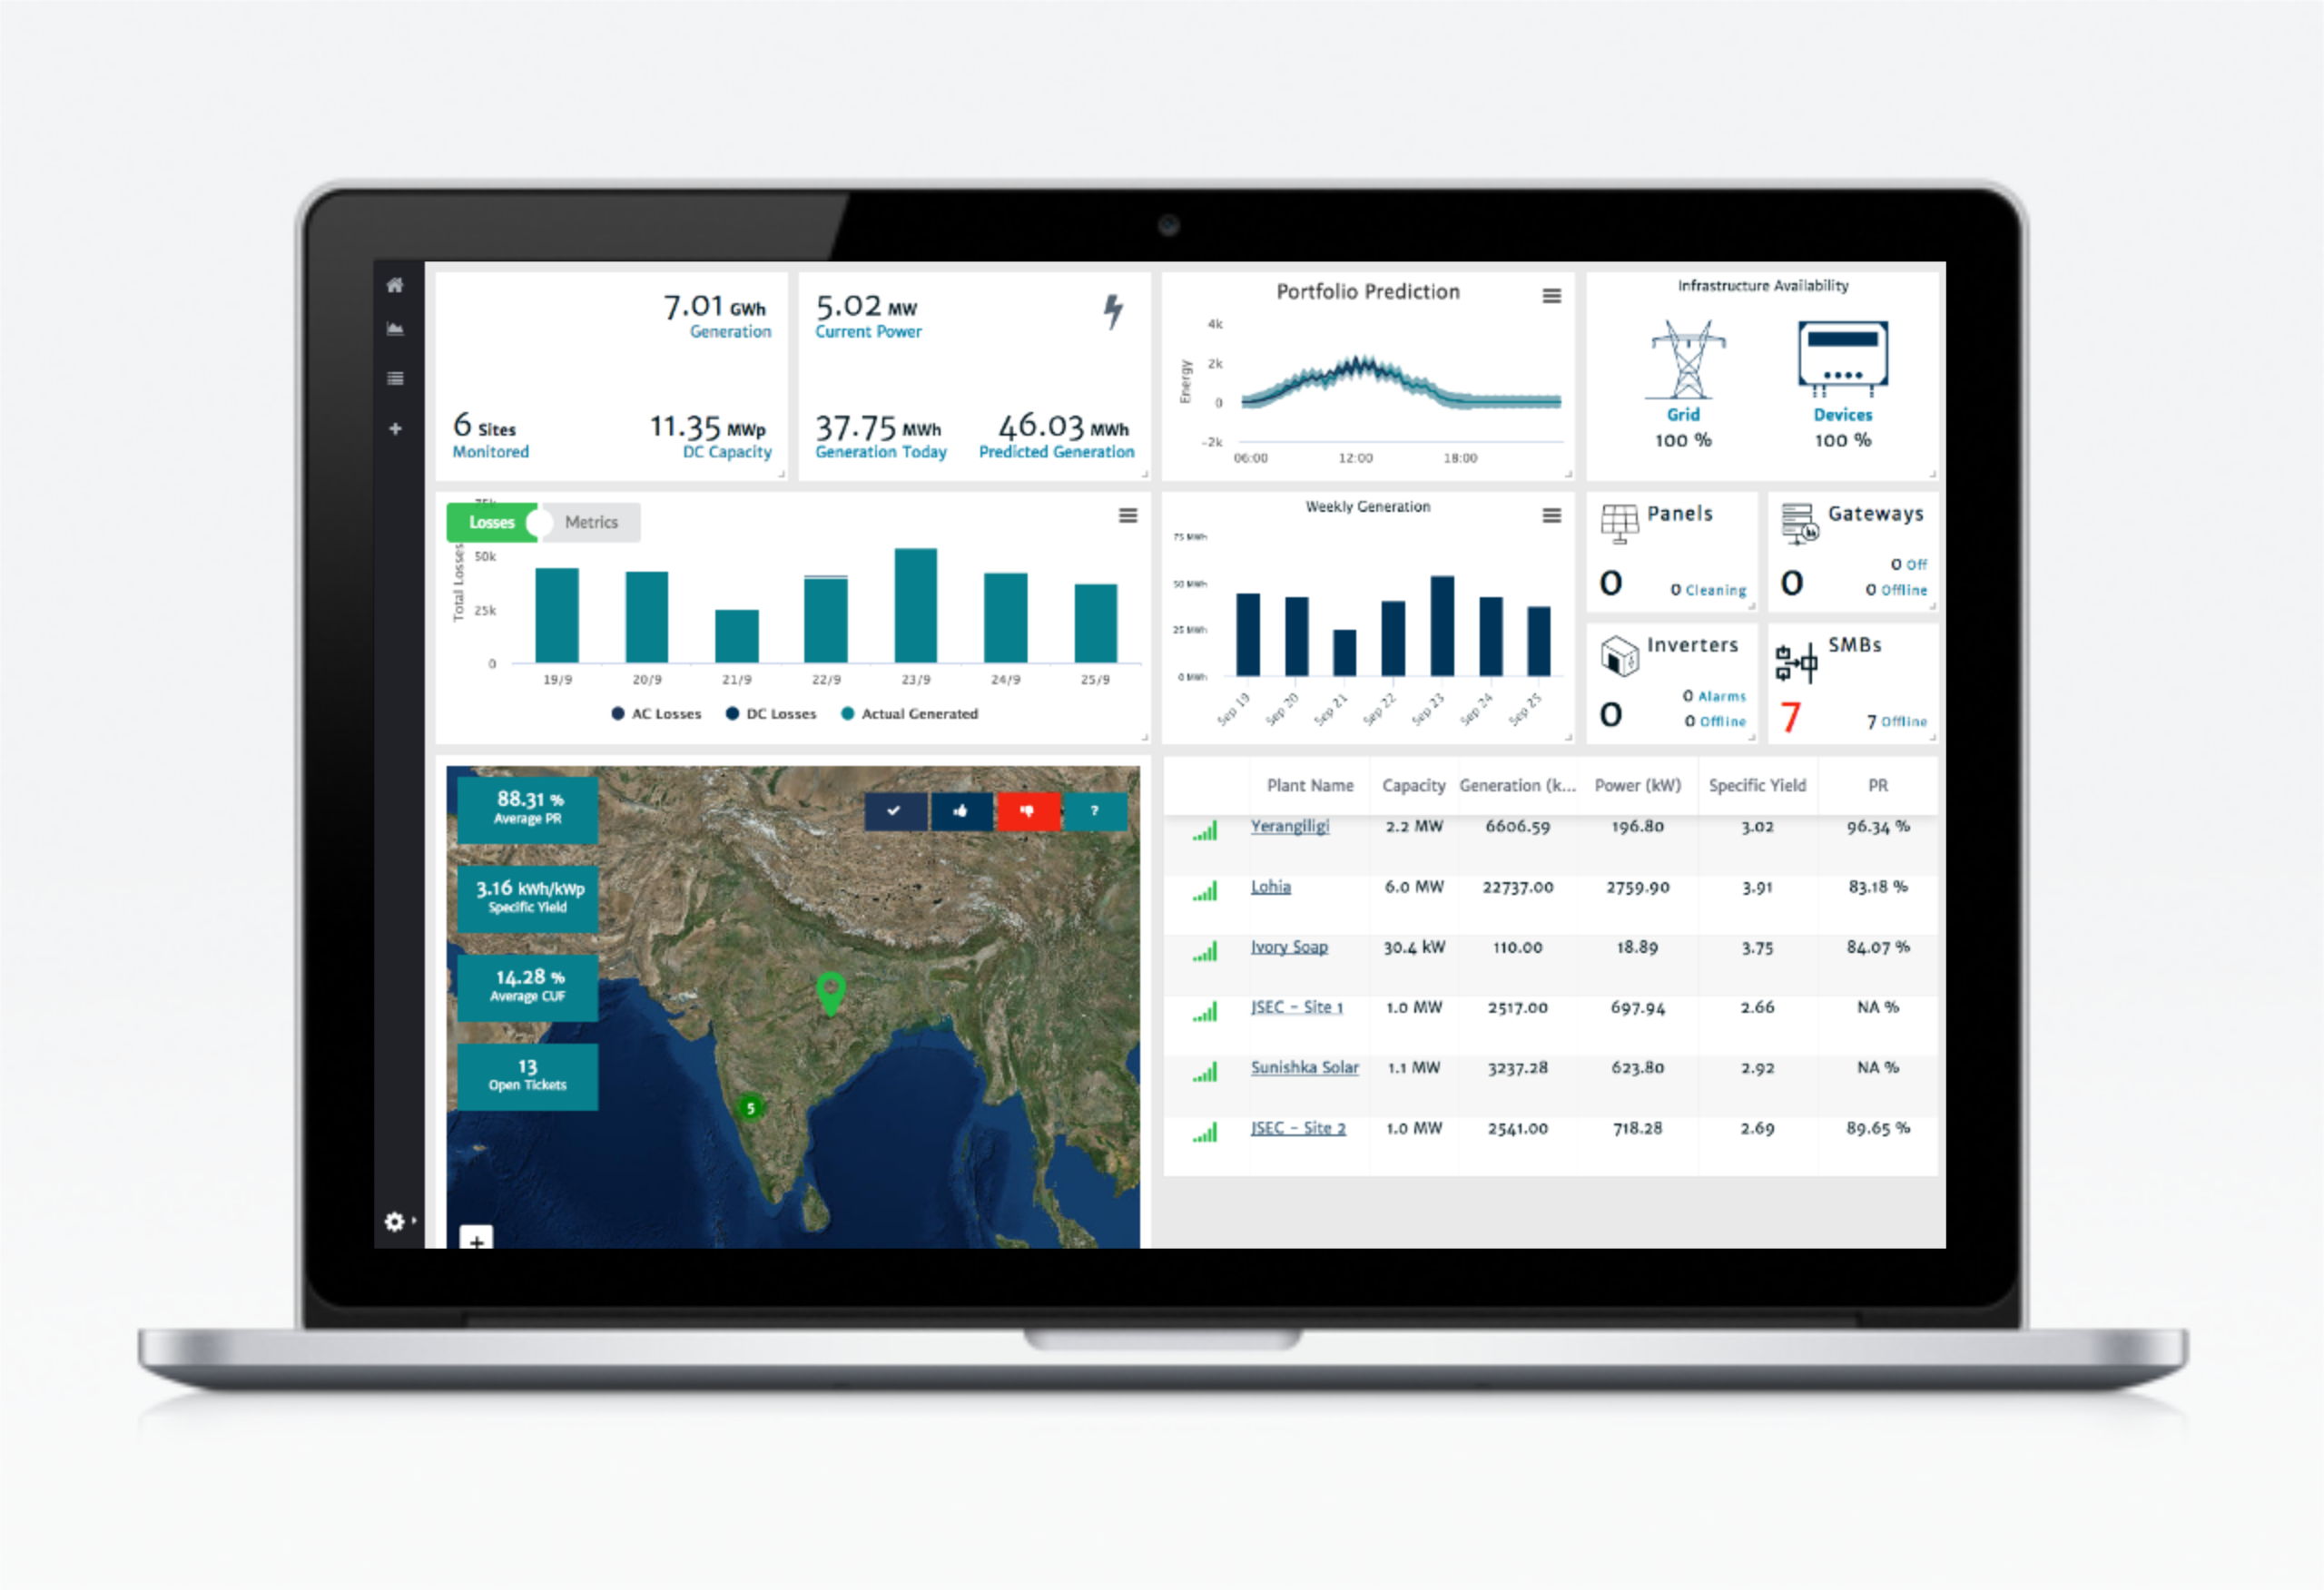 7.01 GWh
Generation
6 Sites
Monitored
11.35 MWp
DC Capacity
5.02 MW
Current Power
37.75 MWh
Generation Today
46.03 MWh
Predicted Generation
Portfolio Prediction
Energy
4k
2k
0
-2k
06:00 12:00 18:00
Infrastructure Availability
Grid
100 %
Devices
100 %
Losses
Metrics
Total Losses
75k
50k
25k
0
19/9 20/9 21/9 22/9 23/9 24/9 25/9
AC Losses DC Losses Actual Generated
Weekly Generation
75 MWh
50 MWh
25 MWh
0 MWh
Sep 19 Sep 20 Sep 21 Sep 22 Sep 23 Sep 24 Sep 25
Panels
0
0 Cleaning
Gateways
0
0 Off
0 Offline
Inverters
0
0 Alarms
0 Offline
SMBs
7
7 Offline
88.31 %
Average PR
3.16 kWh/kWp
Specific Yield
14.28 %
Average CUF
13
Open Tickets
?
5
+
Plant Name Capacity Generation (k... Power (kW) Specific Yield PR
Yerangiligi 2.2 MW 6606.59 196.80 3.02 96.34 %
Lohia 6.0 MW 22737.00 2759.90 3.91 83.18 %
Ivory Soap 30.4 kW 110.00 18.89 3.75 84.07 %
JSEC - Site 1 1.0 MW 2517.00 697.94 2.66 NA %
Sunishka Solar 1.1 MW 3237.28 623.80 2.92 NA %
JSEC - Site 2 1.0 MW 2541.00 718.28 2.69 89.65 %